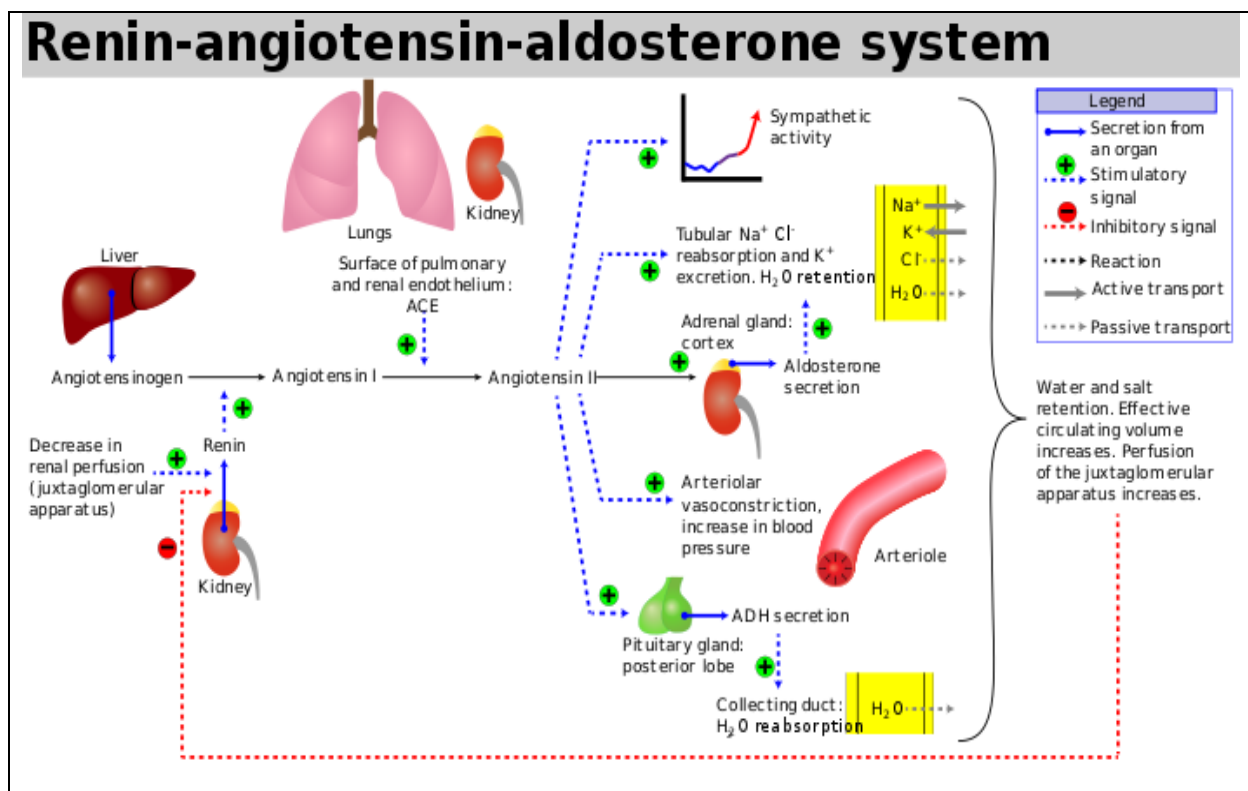 Renin-angiotensin-aldosterone system
Legend
Secretion from
an organ
+
Stimulatory
signal
−
Inhibitory signal
Reaction
Active transport
Passive transport
Lungs
Kidney
Surface of pulmonary
and renal endothelium:
ACE
+
Liver
Angiotensinogen
Angiotensin I
Angiotensin II
+
Decrease in
renal perfusion
(juxtaglomerular
apparatus)
+
Renin
−
Kidney
+
Sympathetic
activity
+
Tubular Na⁺ Cl⁻
reabsorption and K⁺
excretion. H₂O retention
Na⁺
K⁺
Cl⁻
H₂O
+
Adrenal gland:
cortex
+
Aldosterone
secretion
+
Arteriolar
vasoconstriction,
increase in blood
pressure
Arteriole
+
Pituitary gland:
posterior lobe
ADH secretion
+
Collecting duct:
H₂O reabsorption
H₂O
Water and salt
retention. Effective
circulating volume
increases. Perfusion
of the juxtaglomerular
apparatus increases.